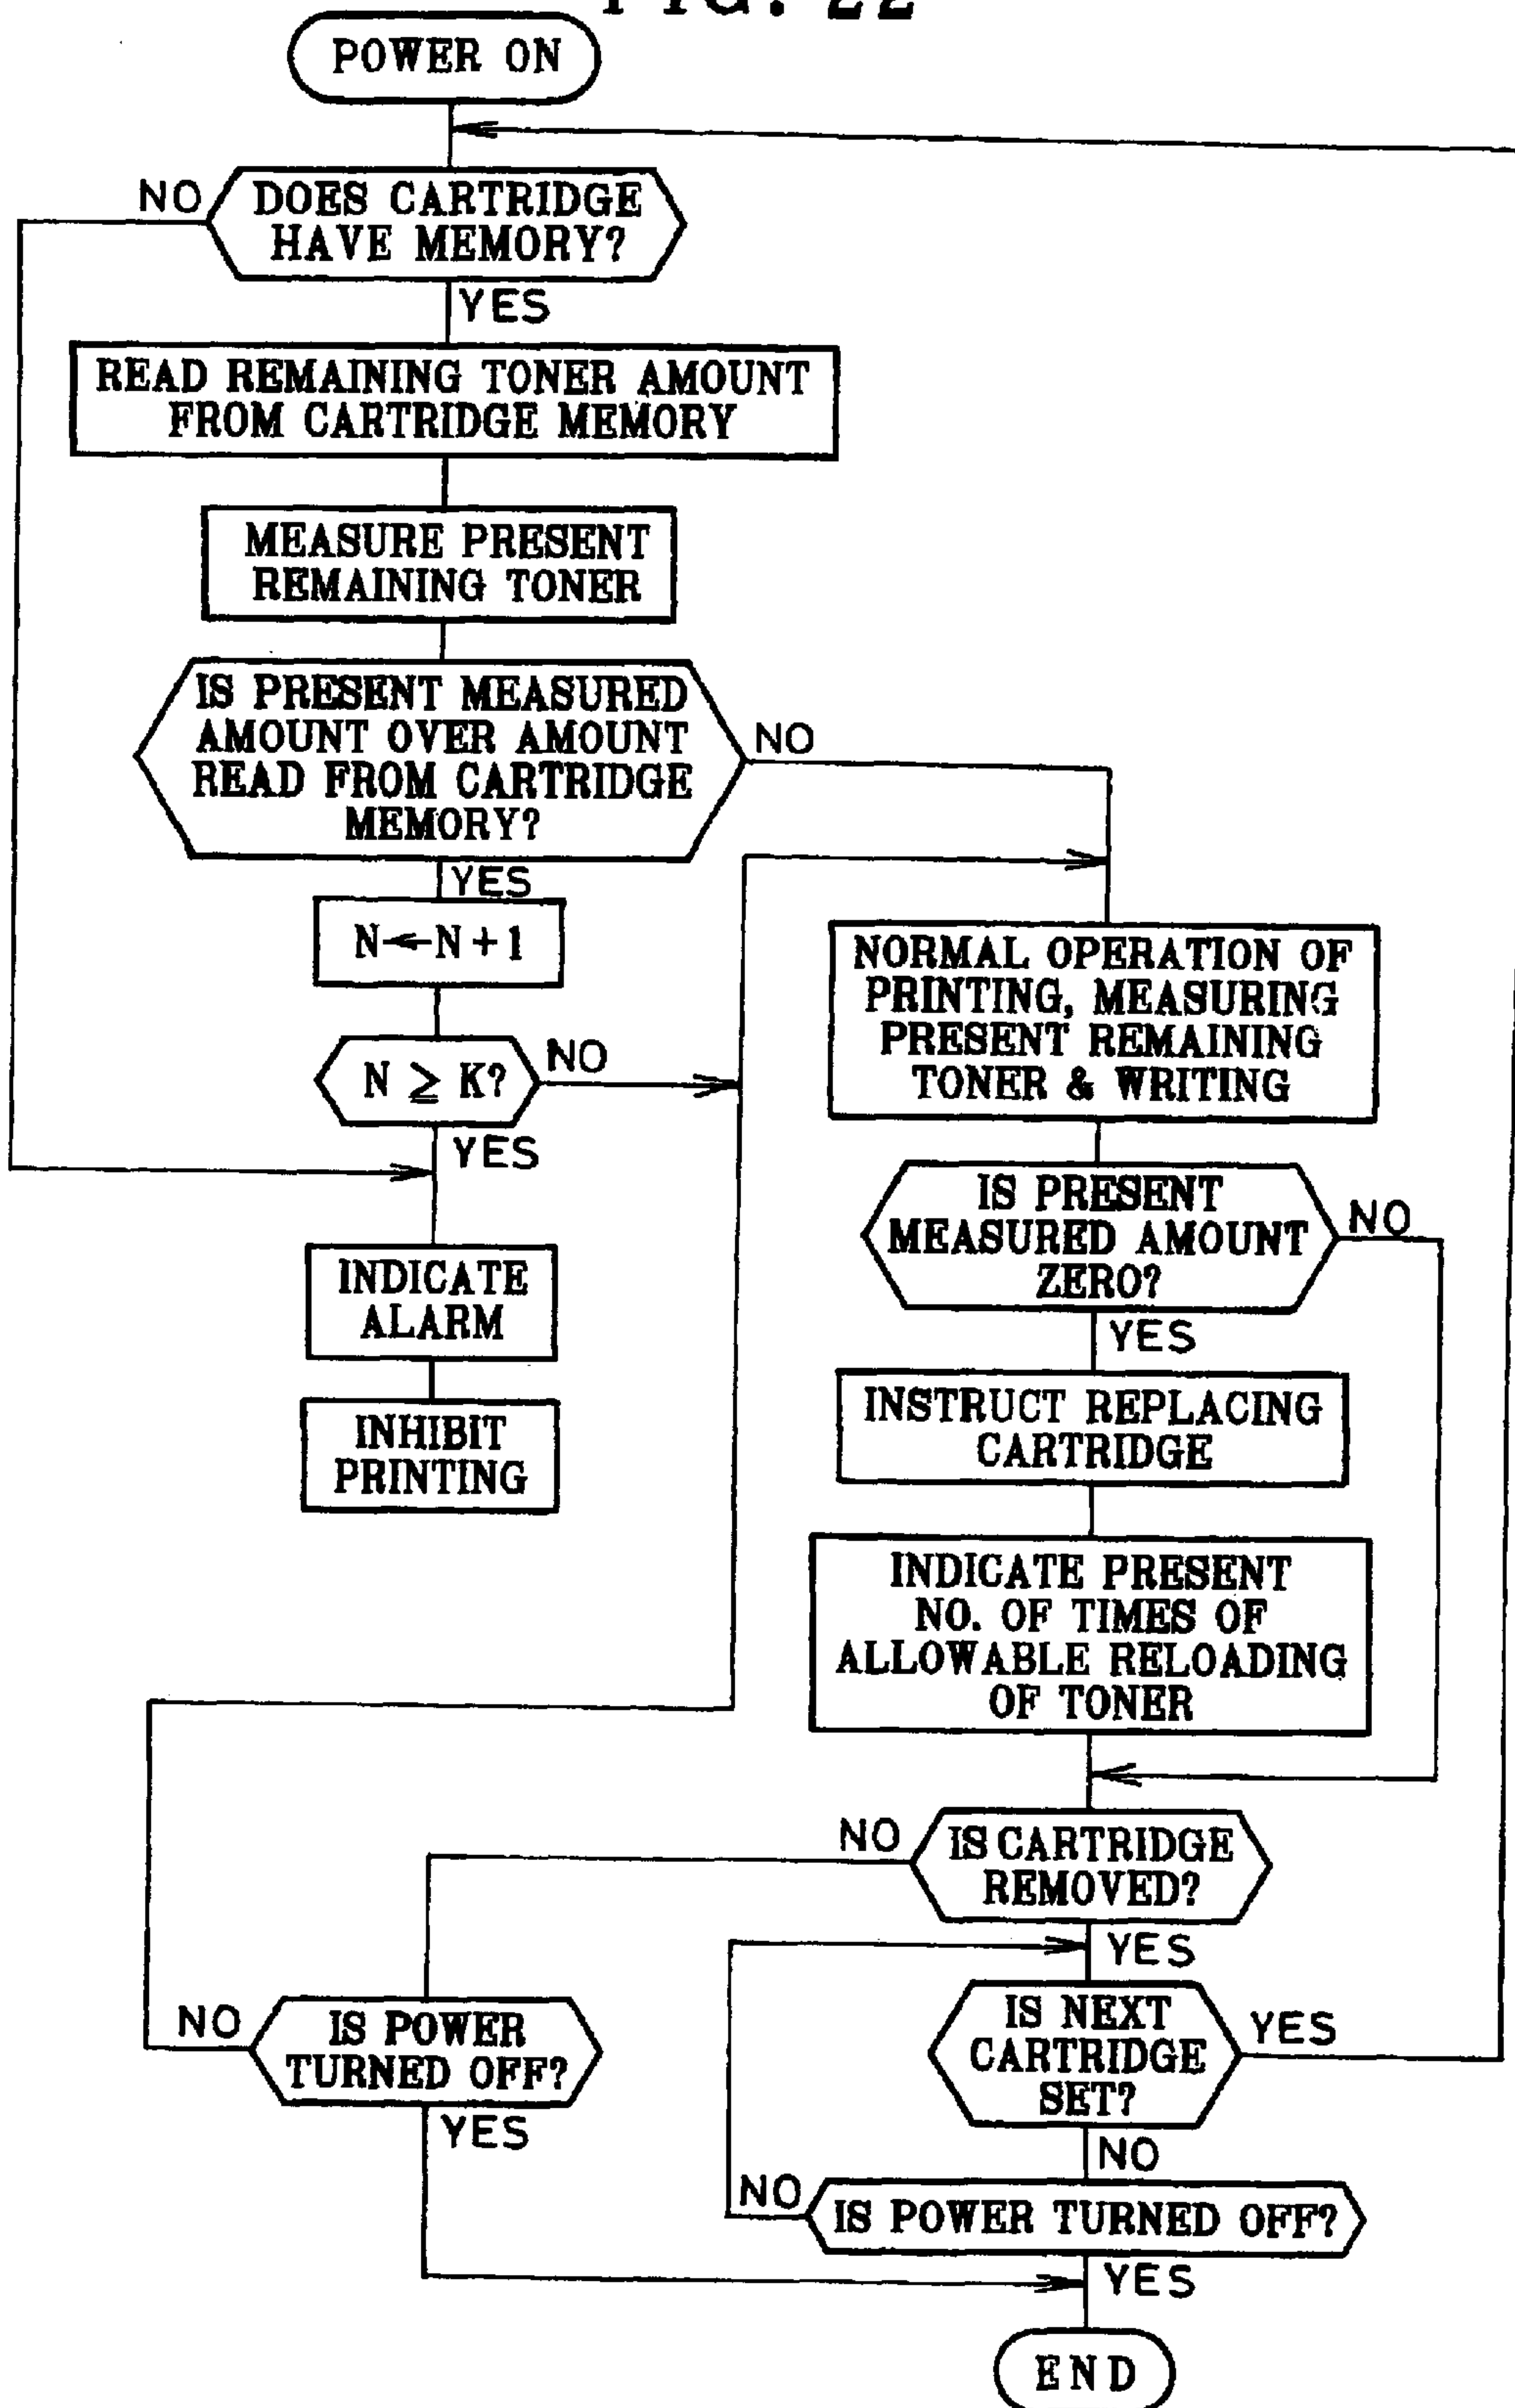 FIG. 22
POWER ON
NO
DOES CARTRIDGE
HAVE MEMORY?
YES
READ REMAINING TONER AMOUNT
FROM CARTRIDGE MEMORY
MEASURE PRESENT
REMAINING TONER
IS PRESENT MEASURED
AMOUNT OVER AMOUNT
READ FROM CARTRIDGE
MEMORY?
NO
YES
N←N+1
N ≧ K?
NO
YES
INDICATE
ALARM
INHIBIT
PRINTING
NORMAL OPERATION OF
PRINTING, MEASURING
PRESENT REMAINING
TONER & WRITING
IS PRESENT
MEASURED AMOUNT
ZERO?
NO
YES
INSTRUCT REPLACING
CARTRIDGE
INDICATE PRESENT
NO. OF TIMES OF
ALLOWABLE RELOADING
OF TONER
NO
IS CARTRIDGE
REMOVED?
YES
NO
IS POWER
TURNED OFF?
YES
IS NEXT
CARTRIDGE
SET?
YES
NO
NO
IS POWER TURNED OFF?
YES
END